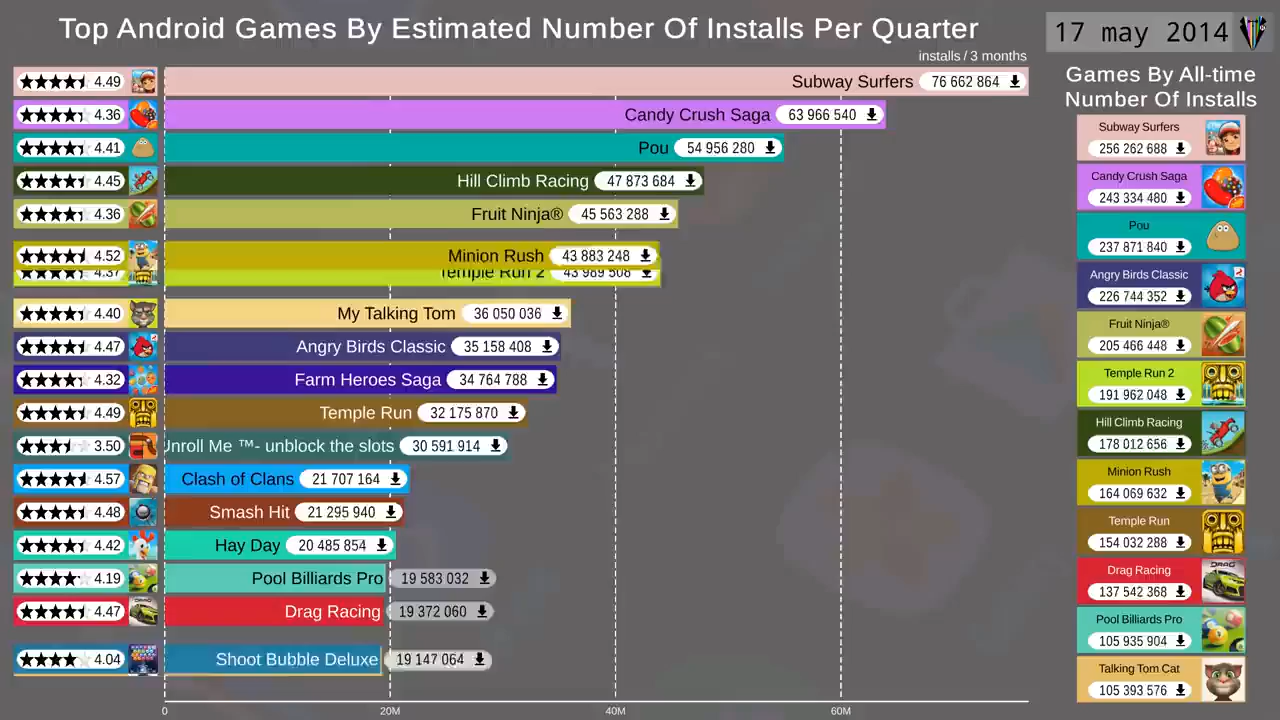 Top Android Games By Estimated Number Of Installs Per Quarter
17 may 2014
installs / 3 months
4.49 Subway Surfers 76 662 864
4.36 Candy Crush Saga 63 966 540
4.41 Pou 54 956 280
4.45 Hill Climb Racing 47 873 684
4.36 Fruit Ninja® 45 563 288
4.52 Minion Rush 43 883 248
4.37 Temple Run 2 43 989 508
4.40 My Talking Tom 36 050 036
4.47 Angry Birds Classic 35 158 408
4.32 Farm Heroes Saga 34 764 788
4.49 Temple Run 32 175 870
3.50 Unroll Me ™- unblock the slots 30 591 914
4.57 Clash of Clans 21 707 164
4.48 Smash Hit 21 295 940
4.42 Hay Day 20 485 854
4.19 Pool Billiards Pro 19 583 032
4.47 Drag Racing 19 372 060
4.04 Shoot Bubble Deluxe 19 147 064
0 20M 40M 60M
Games By All-time
Number Of Installs
Subway Surfers
256 262 688
Candy Crush Saga
243 334 480
Pou
237 871 840
Angry Birds Classic
226 744 352
Fruit Ninja®
205 466 448
Temple Run 2
191 962 048
Hill Climb Racing
178 012 656
Minion Rush
164 069 632
Temple Run
154 032 288
Drag Racing
137 542 368
DRAG
Pool Billiards Pro
105 935 904
Talking Tom Cat
105 393 576